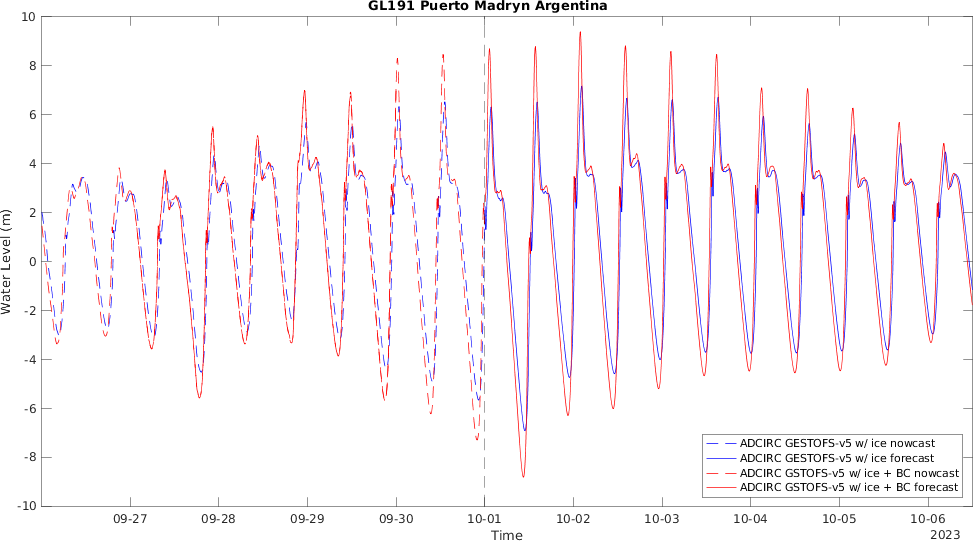 GL191 Puerto Madryn Argentina
10
8
6
4
2
0
-2
-4
-6
-8
-10
Water Level (m)
ADCIRC GESTOFS-v5 w/ ice nowcast
ADCIRC GESTOFS-v5 w/ ice forecast
ADCIRC GSTOFS-v5 w/ ice + BC nowcast
ADCIRC GSTOFS-v5 w/ ice + BC forecast
09-27 09-28 09-29 09-30 10-01 10-02 10-03 10-04 10-05 10-06
Time
2023